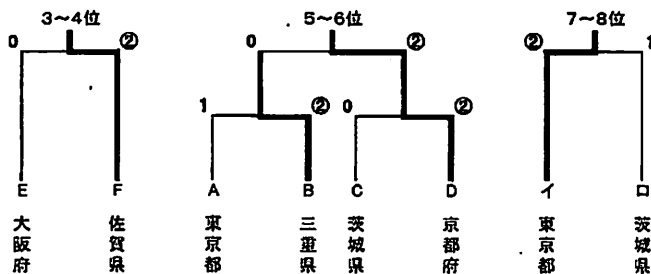 3〜4位
5〜6位
7〜8位
0 ②
0 ②
② 1
1 ②
0 ②
E F A B C D イ ロ
大阪府
佐賀県
東京都
三重県
茨城県
京都府
東京都
茨城県